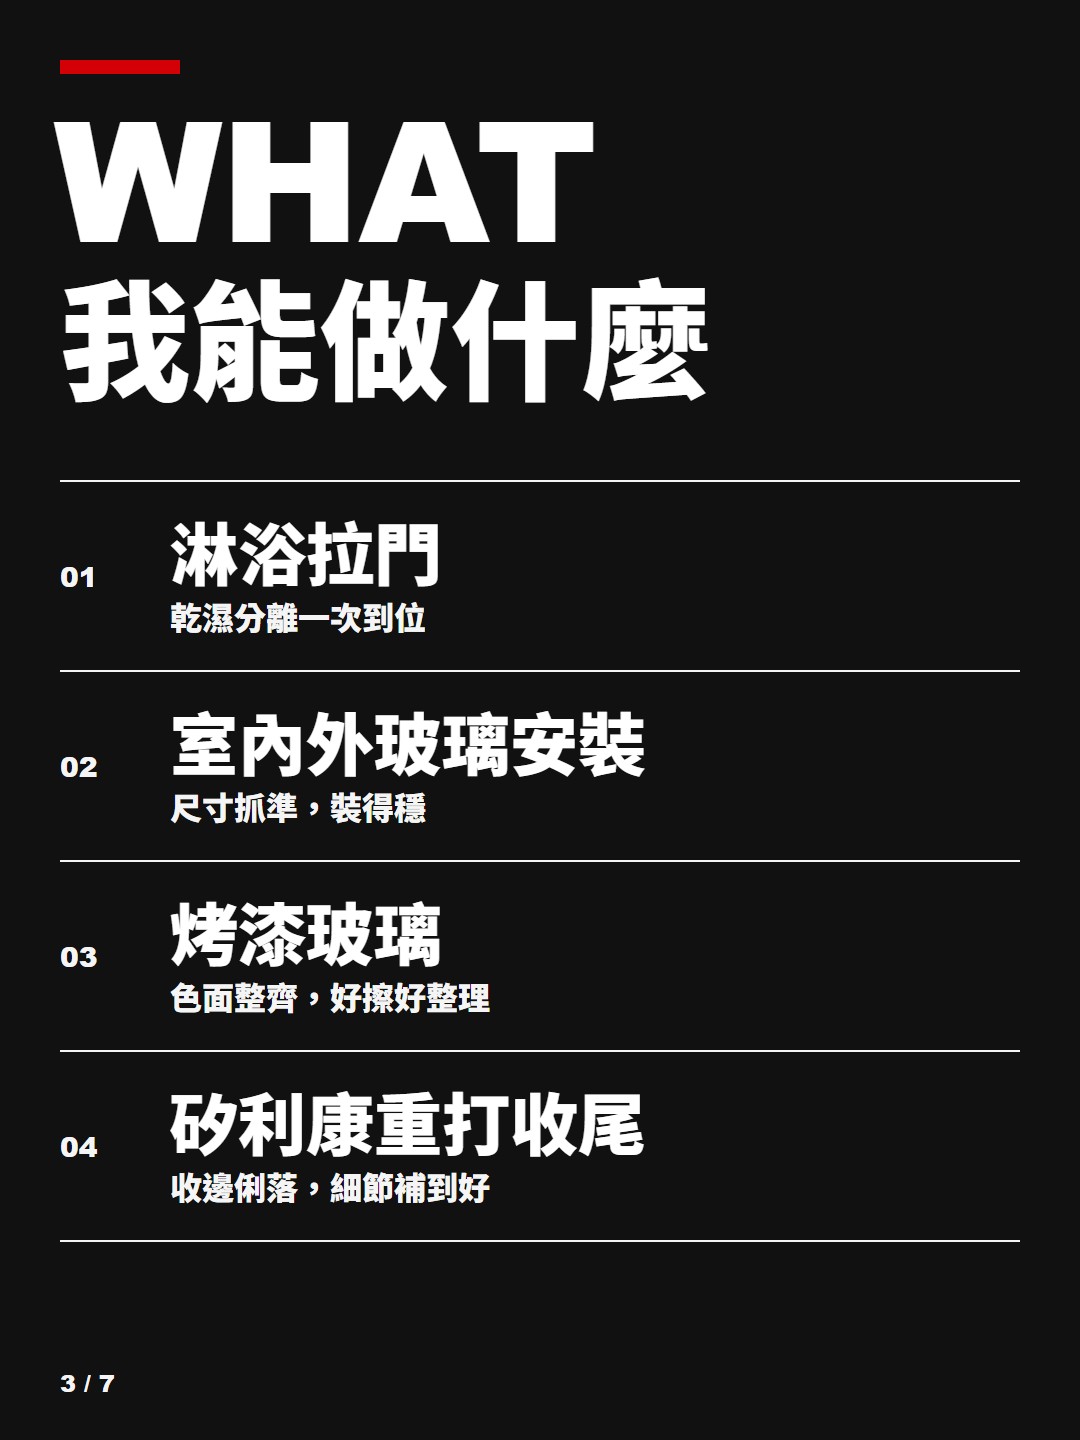 WHAT
我能做什麼
01
淋浴拉門
乾濕分離一次到位
02
室內外玻璃安裝
尺寸抓準，裝得穩
03
烤漆玻璃
色面整齊，好擦好整理
04
矽利康重打收尾
收邊俐落，細節補到好
3 / 7